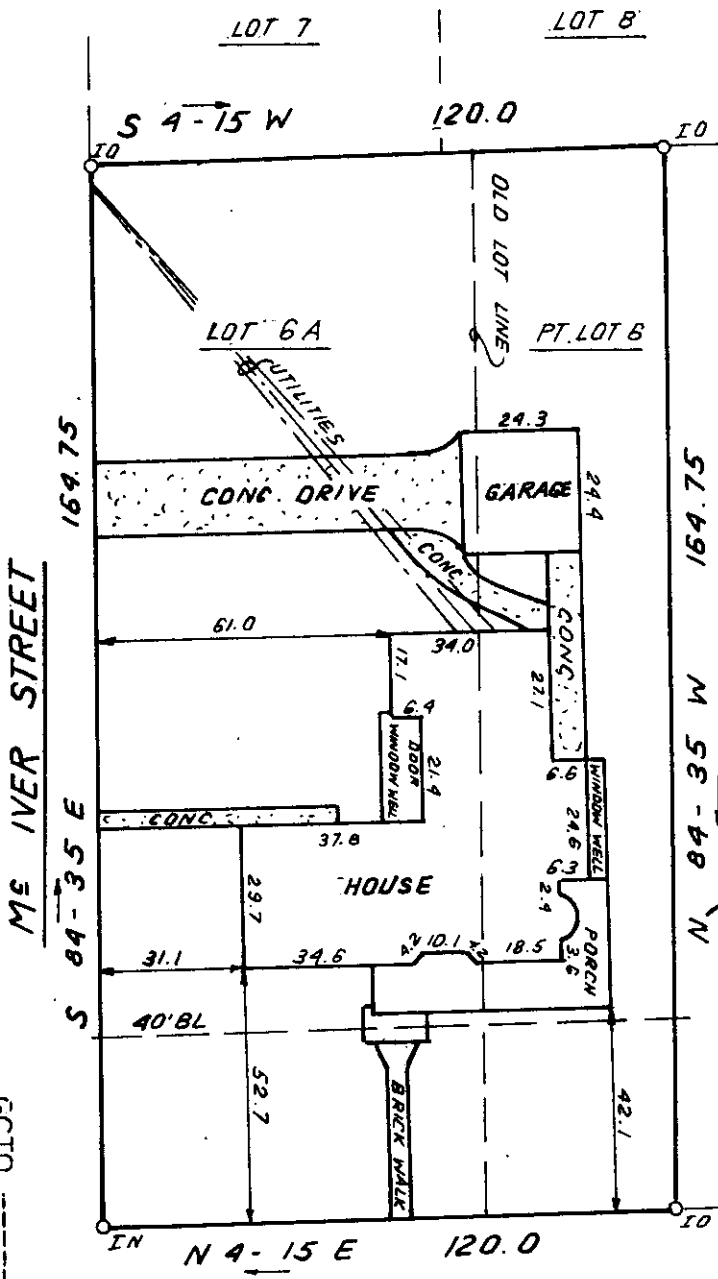 LOT 7
LOT 8
S 4-15 W
120.0
IO
IO
OLD LOT LINE
LOT 6A
PT. LOT 6
UTILITIES
164.75
164.75
24.3
CONC. DRIVE
GARAGE
24.4
CONC
CONC
61.0
34.0
17.1
27.1
6.4
DOOR
WINDOW WELL
21.4
6.6
WINDOW WELL
24.6
Mc IVER STREET
S 84-35 E
N 84-35 W
CONC.
37.8
HOUSE
6.3
2.9
29.7
31.1
34.6
4.2
10.1
4.2
18.5
3.6
PORCH
40' BL
52.7
42.1
BRICK WALK
IN
N 4-15 E
120.0
IO